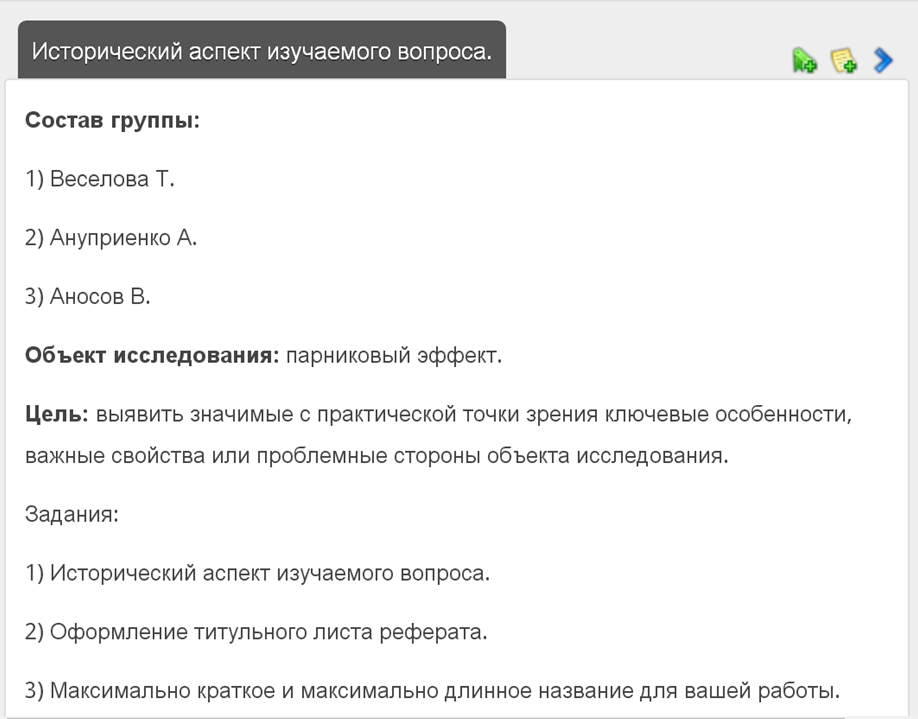 Исторический аспект изучаемого вопроса.
Состав группы:
1) Веселова Т.
2) Ануприенко А.
3) Аносов В.
Объект исследования: парниковый эффект.
Цель: выявить значимые с практической точки зрения ключевые особенности,
важные свойства или проблемные стороны объекта исследования.
Задания:
1) Исторический аспект изучаемого вопроса.
2) Оформление титульного листа реферата.
3) Максимально краткое и максимально длинное название для вашей работы.